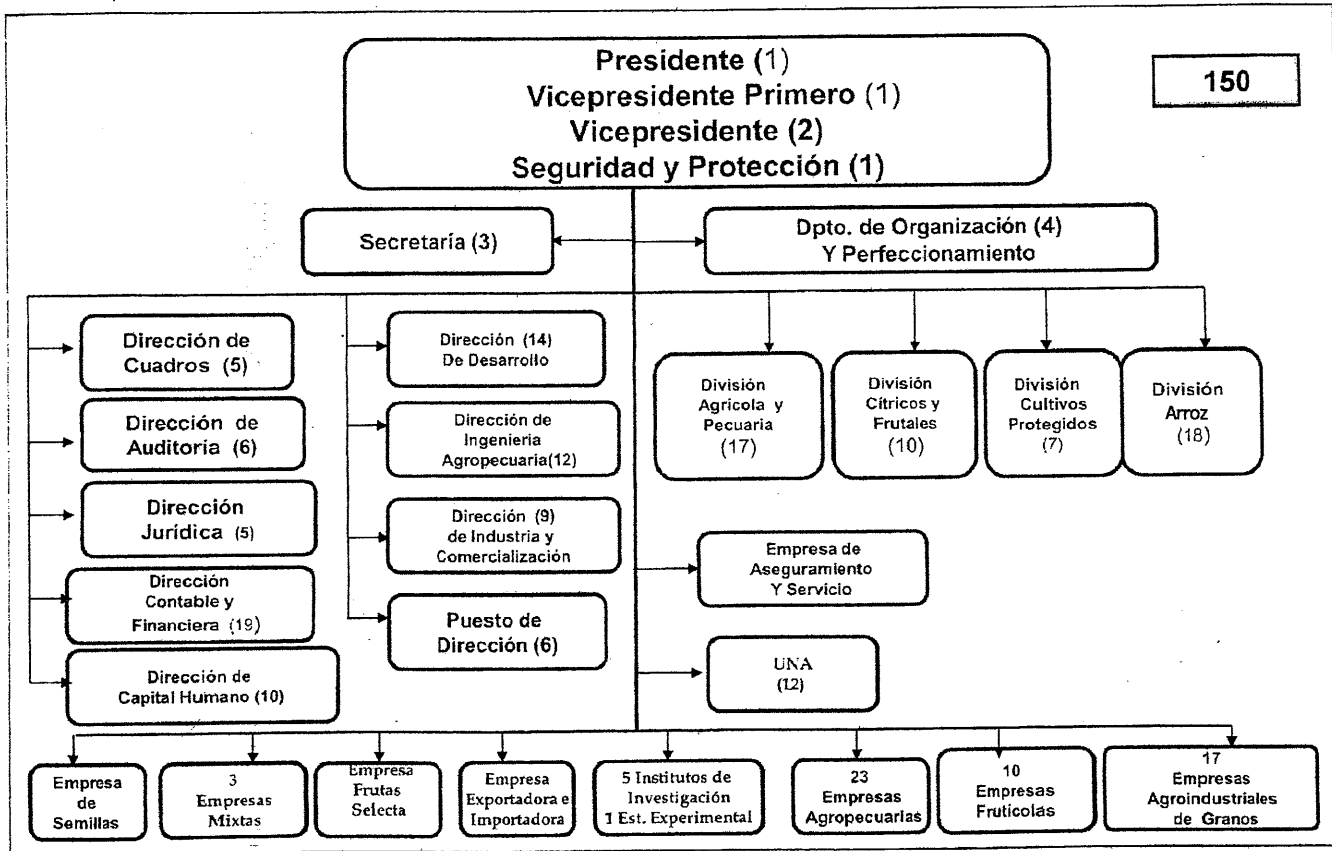 Presidente (1)
Vicepresidente Primero (1)
Vicepresidente (2)
Seguridad y Protección (1)
150
Secretaría (3)
Dpto. de Organización (4)
Y Perfeccionamiento
Dirección de
Cuadros (5)
Dirección de
Auditoría (6)
Dirección
Jurídica (5)
Dirección
Contable y
Financiera (19)
Dirección de
Capital Humano (10)
Dirección (14)
De Desarrollo
Dirección de
Ingenieria
Agropecuaria(12)
Dirección (9)
de Industria y
Comercialización
Puesto de
Dirección (6)
División
Agrícola y
Pecuaria
(17)
División
Cítricos y
Frutales
(10)
División
Cultivos
Protegidos
(7)
División
Arroz
(18)
Empresa de
Aseguramiento
Y Servicio
UNA
(12)
Empresa
de
Semillas
3
Empresas
Mixtas
Empresa
Frutas
Selecta
Empresa
Exportadora e
Importadora
5 Institutos de
Investigación
1 Est. Experimental
23
Empresas
Agropecuarias
10
Empresas
Frutícolas
17
Empresas
Agroindustriales
de Granos